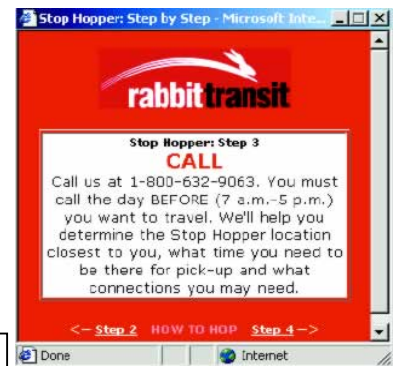 Stop Hopper: Step by Step - Microsoft Inte...
rabbittransit
Stop Hopper: Step 3
CALL
Call us at 1-800-632-9063. You must
call the day BEFORE (7 a.m.-5 p.m.)
you want to travel. We'll help you
determine the Stop Hopper location
closest to you, what time you need to
be there for pick-up and what
connections you may need.
<- Step 2 HOW TO HOP Step 4->
Done Internet